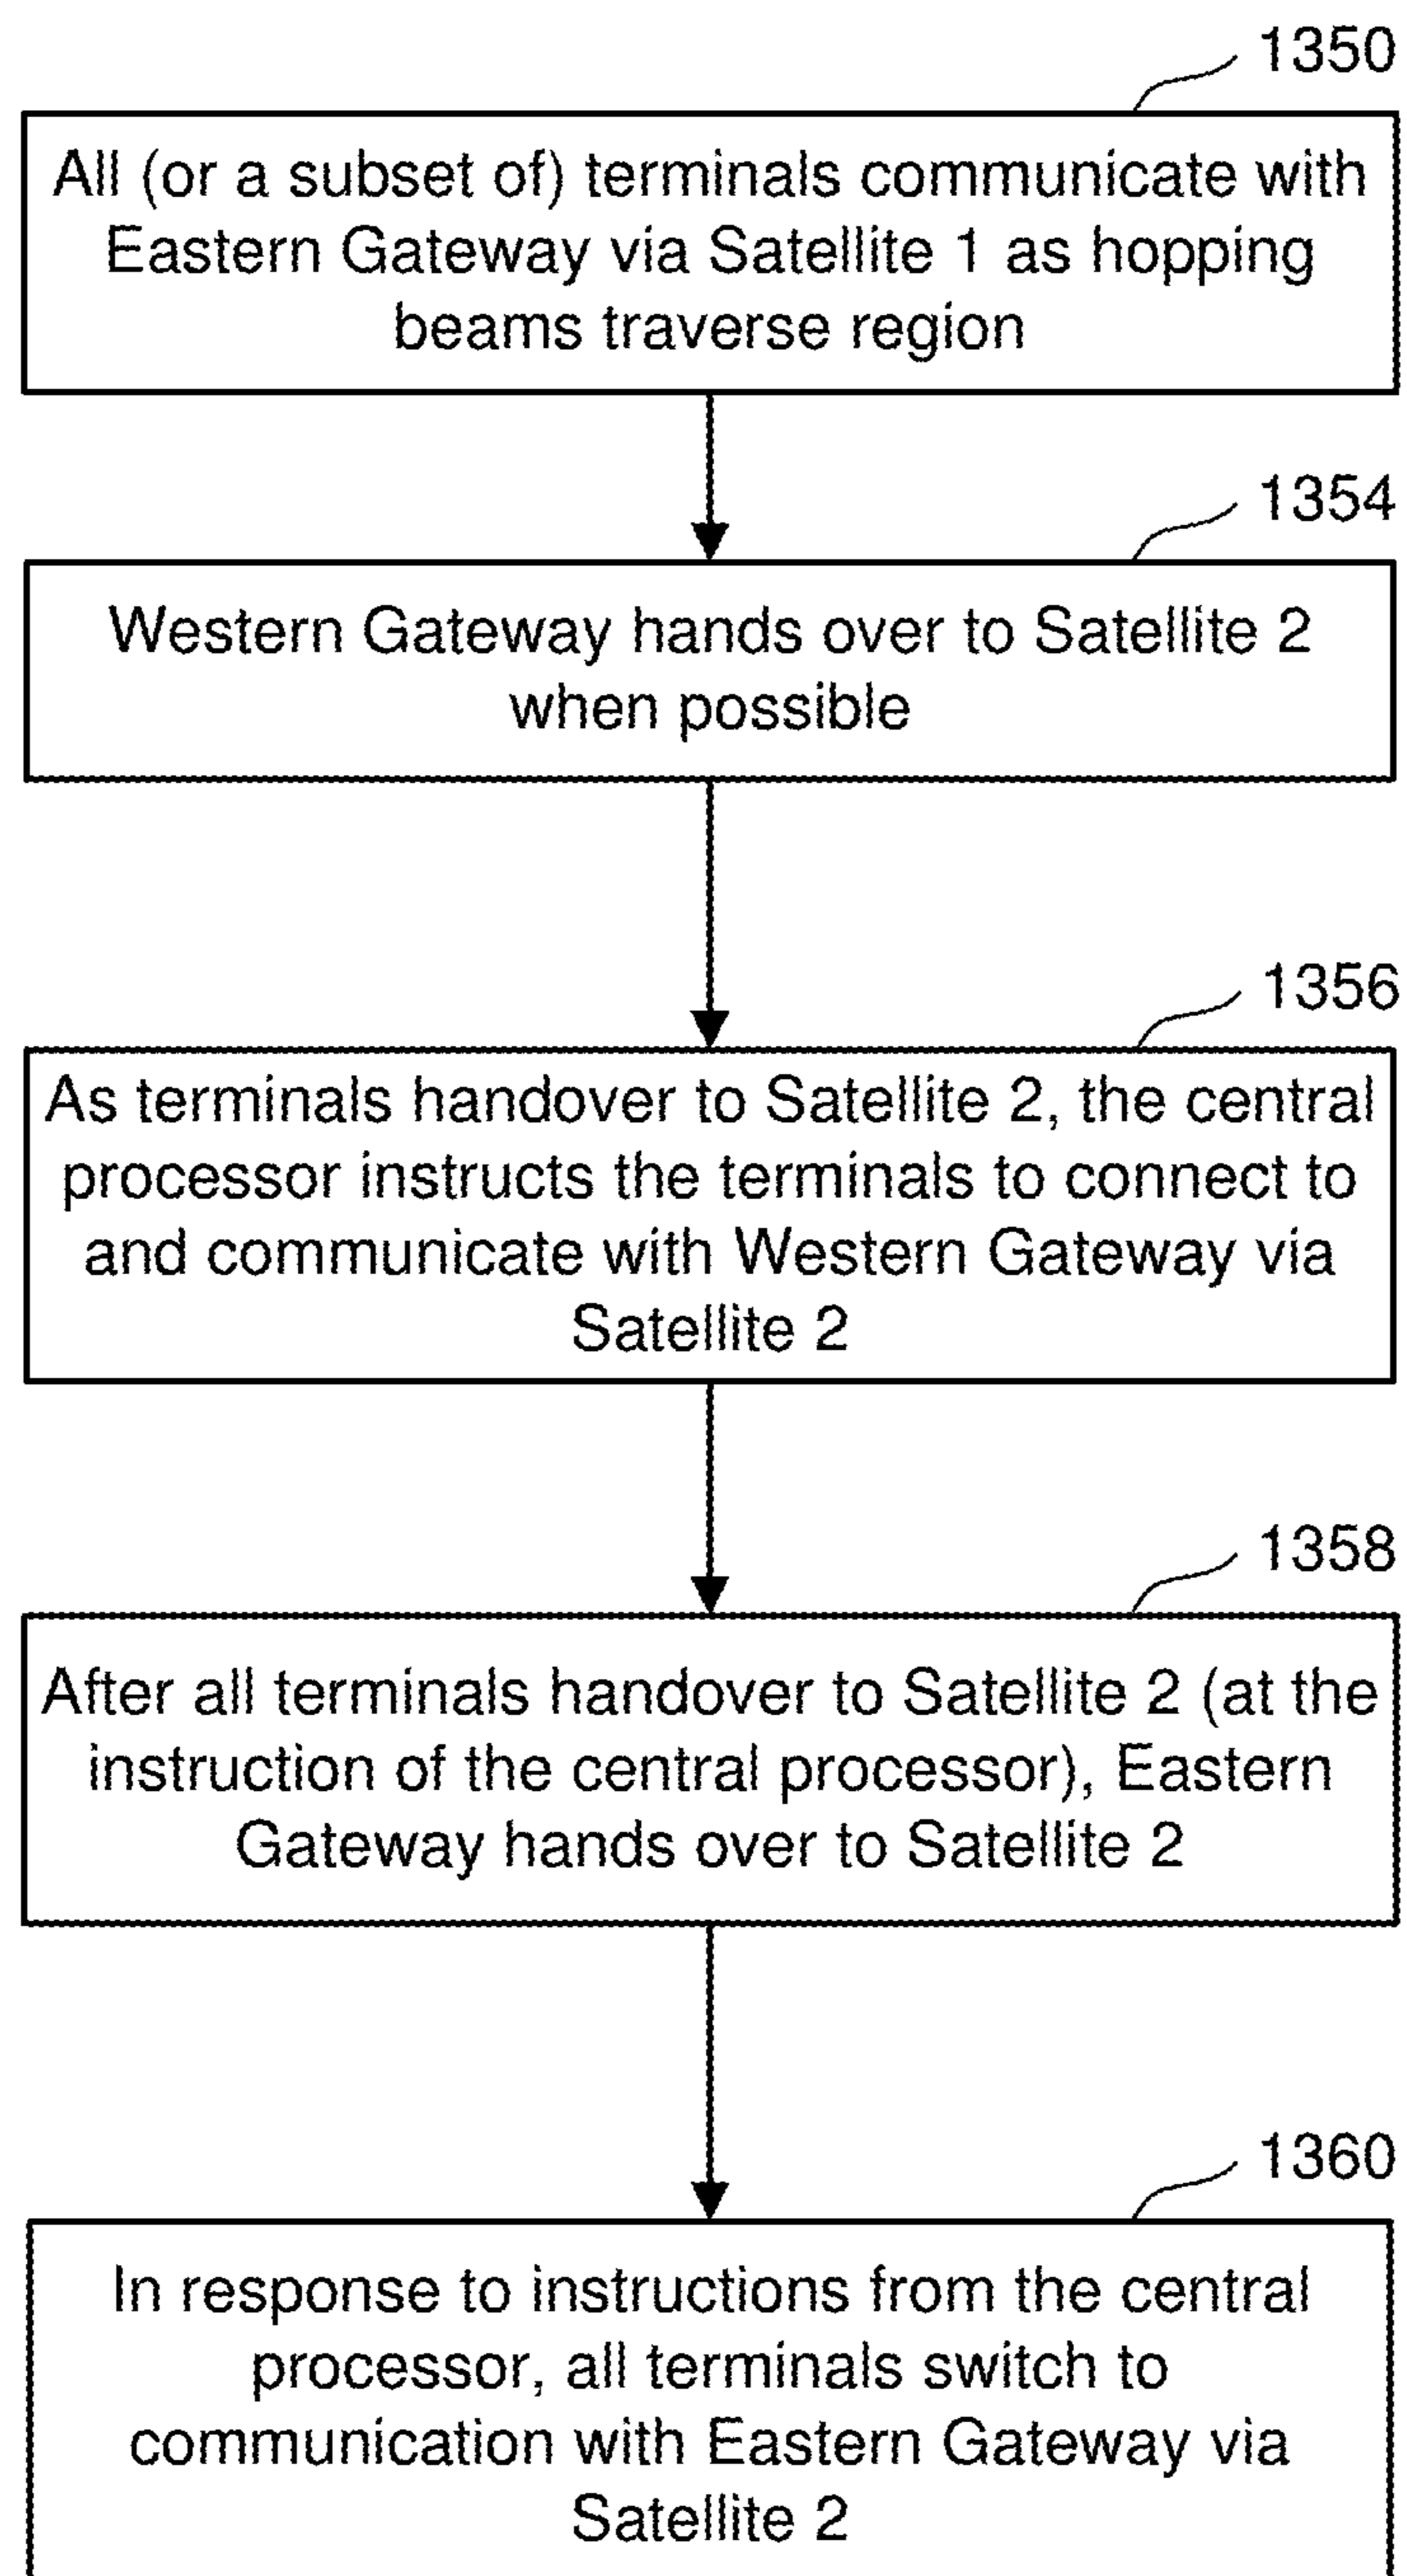 1350
All (or a subset of) terminals communicate with
Eastern Gateway via Satellite 1 as hopping
beams traverse region
1354
Western Gateway hands over to Satellite 2
when possible
1356
As terminals handover to Satellite 2, the central
processor instructs the terminals to connect to
and communicate with Western Gateway via
Satellite 2
1358
After all terminals handover to Satellite 2 (at the
instruction of the central processor), Eastern
Gateway hands over to Satellite 2
1360
In response to instructions from the central
processor, all terminals switch to
communication with Eastern Gateway via
Satellite 2